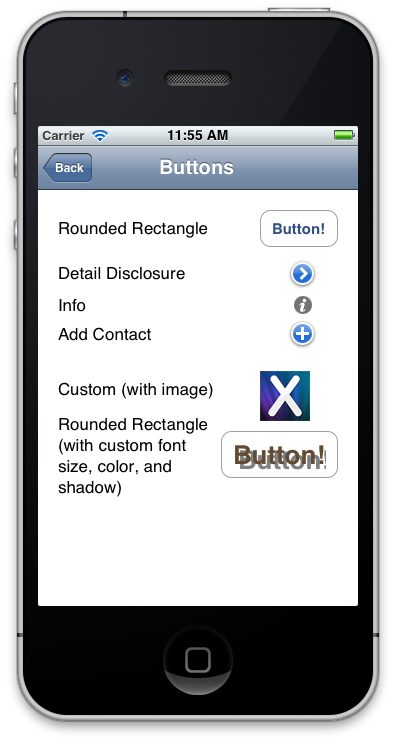 Carrier 11:55 AM
Back Buttons
Rounded Rectangle Button!
Detail Disclosure
Info
Add Contact
Custom (with image) X
Rounded Rectangle
(with custom font
size, color, and
shadow)
Button!